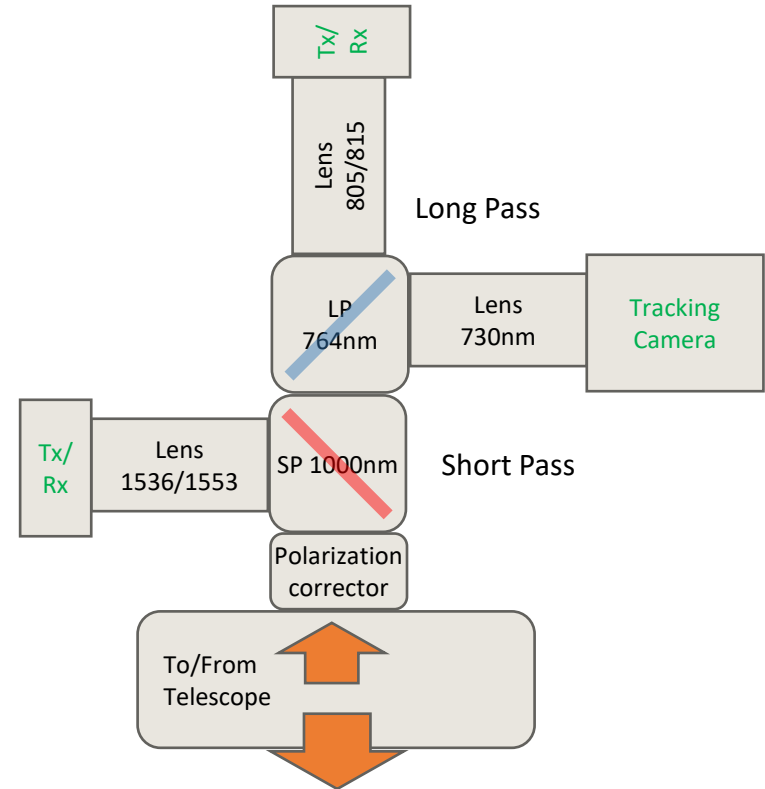 Tx/
Rx
Lens
805/815
Long Pass
LP
764nm
Lens
730nm
Tracking
Camera
Tx/
Rx
Lens
1536/1553
SP 1000nm
Short Pass
Polarization
corrector
To/From
Telescope